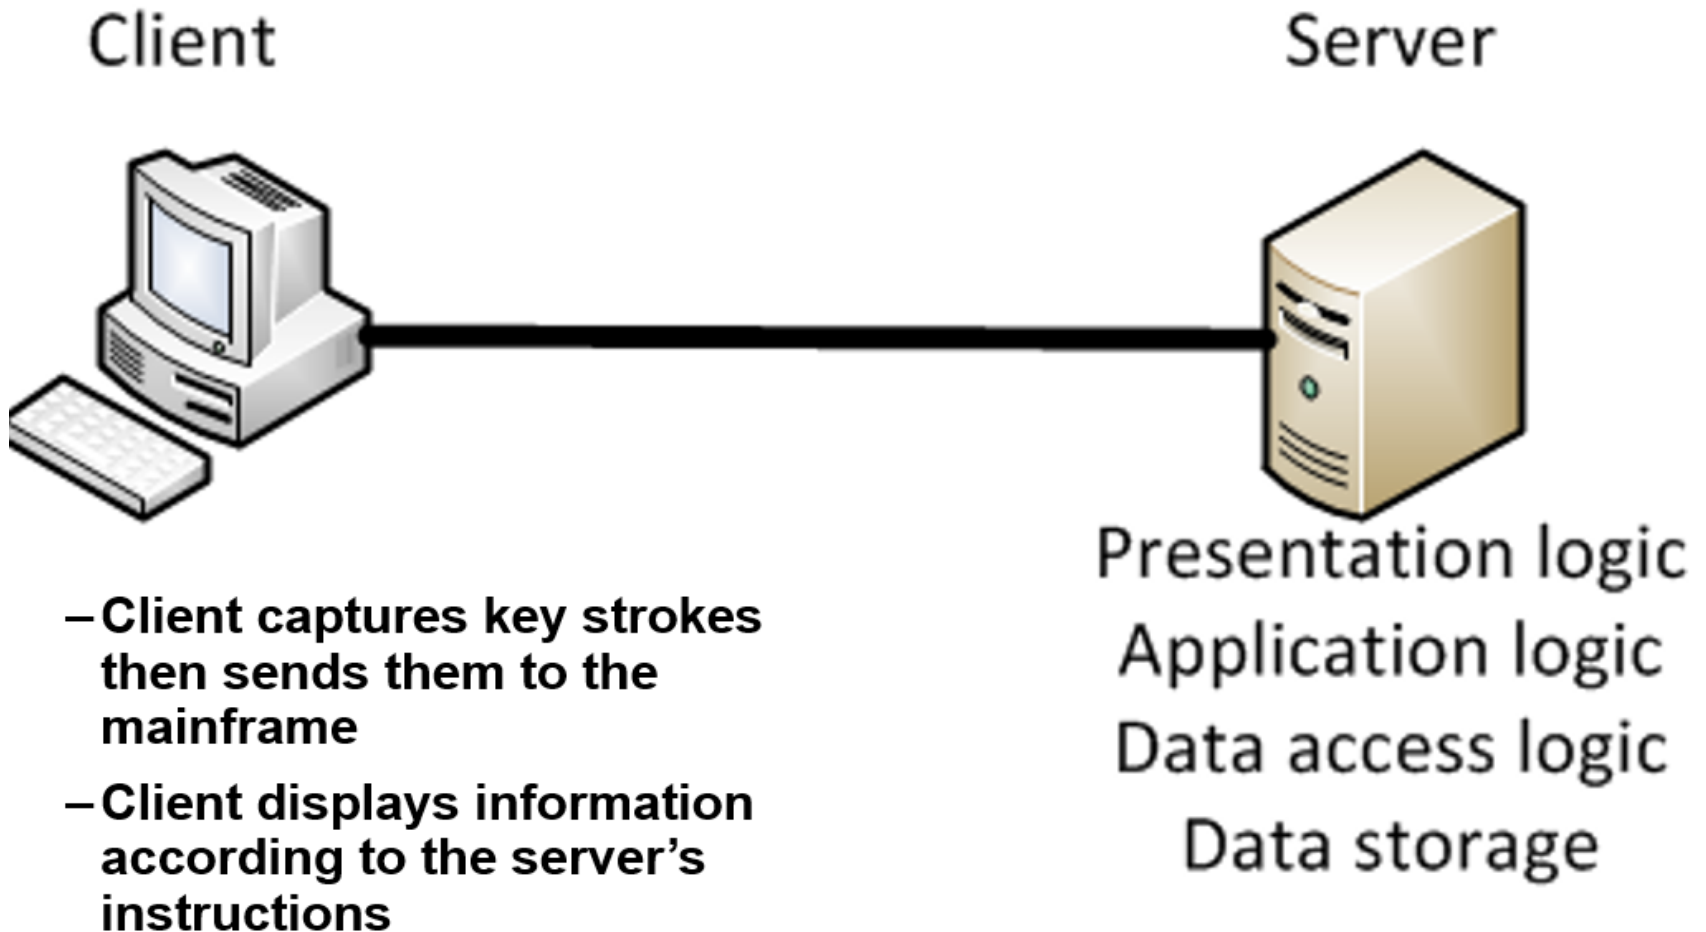 Client
Server
– Client captures key strokes
then sends them to the
mainframe
– Client displays information
according to the server’s
instructions
Presentation logic
Application logic
Data access logic
Data storage